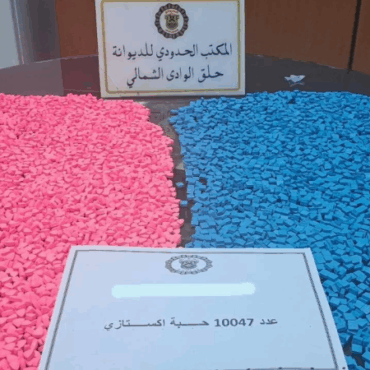 المكتب الحدودي للديوانة
حلق الوادي الشمالي
عدد 10047 حبة اكستازي